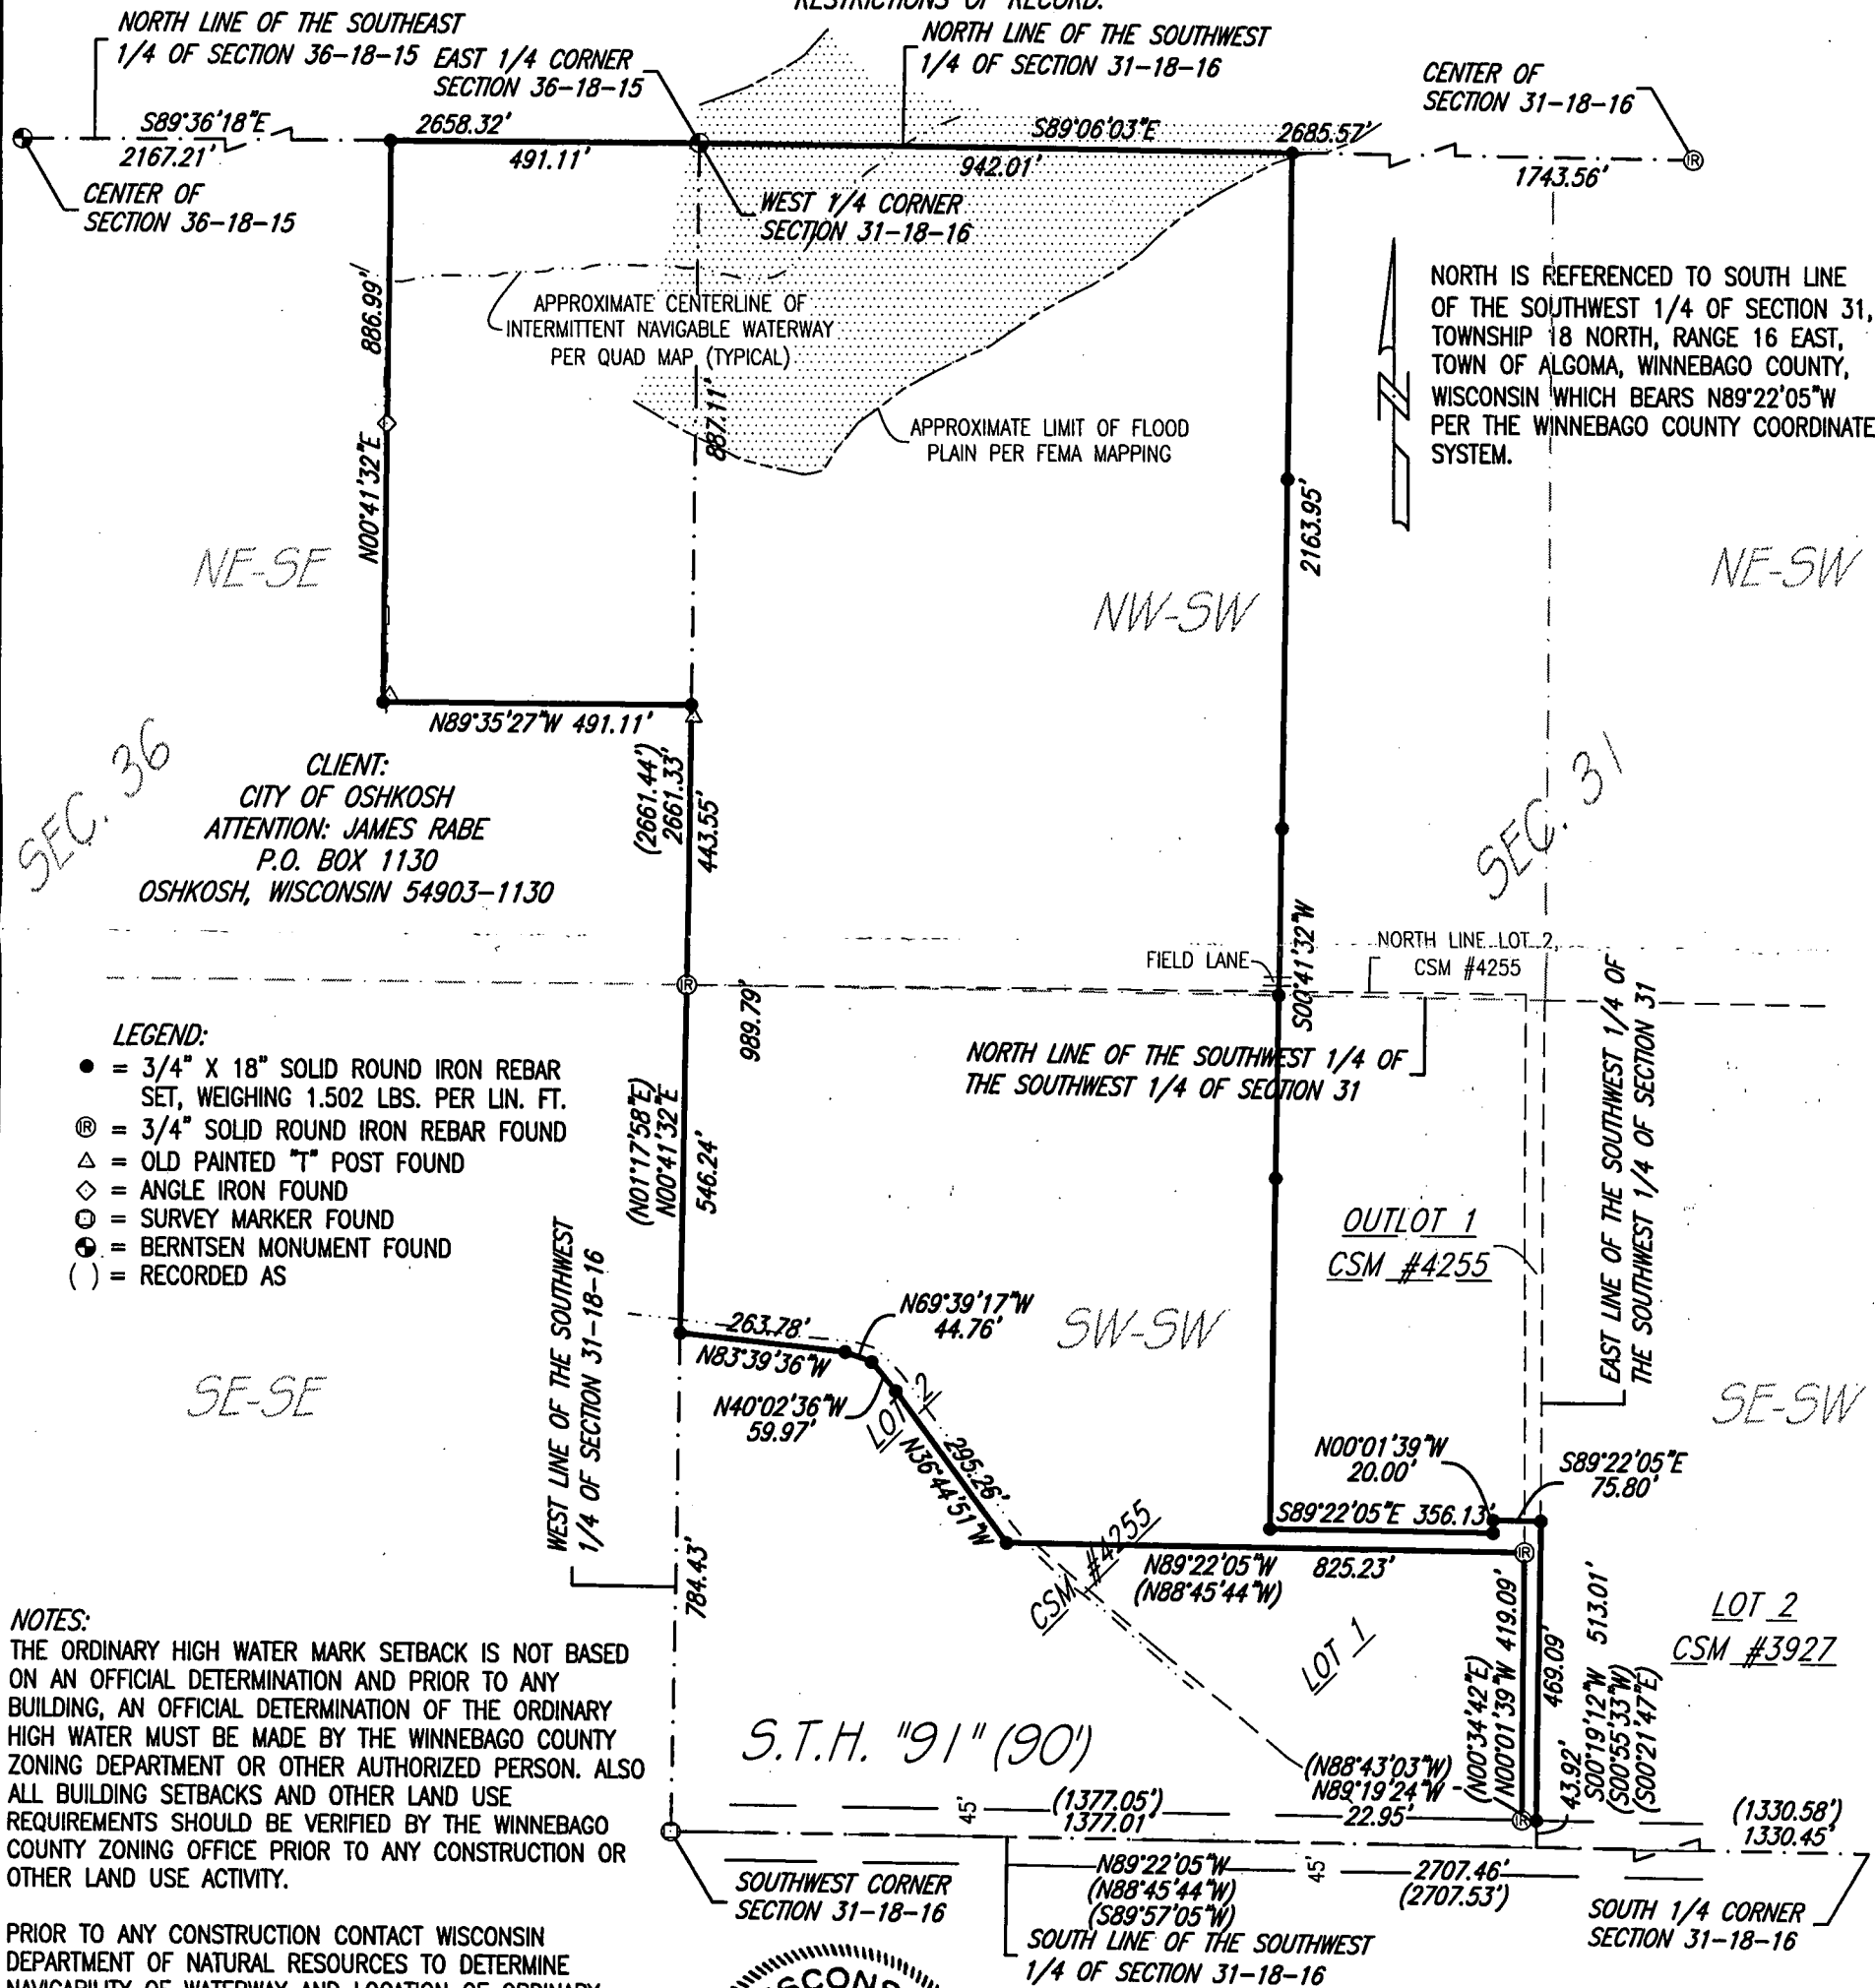 RESTRICTIONS OF RECORD.
NORTH LINE OF THE SOUTHEAST
1/4 OF SECTION 36-18-15
EAST 1/4 CORNER
SECTION 36-18-15
NORTH LINE OF THE SOUTHWEST
1/4 OF SECTION 31-18-16
CENTER OF
SECTION 31-18-16
S89°36'18"E
2167.21'
2658.32'
491.11'
S89°06'03"E
942.01'
2685.57'
1743.56'
IR
CENTER OF
SECTION 36-18-15
WEST 1/4 CORNER
SECTION 31-18-16
886.99'
N00°41'32"E
APPROXIMATE CENTERLINE OF
INTERMITTENT NAVIGABLE WATERWAY
PER QUAD MAP (TYPICAL)
887.11'
APPROXIMATE LIMIT OF FLOOD
PLAIN PER FEMA MAPPING
N
NORTH IS REFERENCED TO SOUTH LINE
OF THE SOUTHWEST 1/4 OF SECTION 31,
TOWNSHIP 18 NORTH, RANGE 16 EAST,
TOWN OF ALGOMA, WINNEBAGO COUNTY,
WISCONSIN WHICH BEARS N89°22'05"W
PER THE WINNEBAGO COUNTY COORDINATE
SYSTEM.
2163.95'
NE-SE
NW-SW
NE-SW
N89°35'27"W 491.11'
SEC. 36
SEC. 31
CLIENT:
CITY OF OSHKOSH
ATTENTION: JAMES RABE
P.O. BOX 1130
OSHKOSH, WISCONSIN 54903-1130
(2661.44')
2661.33'
443.55'
S00°41'32"W
FIELD LANE
NORTH LINE LOT 2,
CSM #4255
IR
989.79'
NORTH LINE OF THE SOUTHWEST 1/4 OF
THE SOUTHWEST 1/4 OF SECTION 31
EAST LINE OF THE SOUTHWEST 1/4 OF
THE SOUTHWEST 1/4 OF SECTION 31
LEGEND:
● = 3/4" X 18" SOLID ROUND IRON REBAR
SET, WEIGHING 1.502 LBS. PER LIN. FT.
IR = 3/4" SOLID ROUND IRON REBAR FOUND
△ = OLD PAINTED "T" POST FOUND
◇ = ANGLE IRON FOUND
= SURVEY MARKER FOUND
= BERNTSEN MONUMENT FOUND
( ) = RECORDED AS
(N01°17'58"E)
N00°41'32"E
546.24'
WEST LINE OF THE SOUTHWEST
1/4 OF SECTION 31-18-16
OUTLOT 1
CSM #4255
263.78'
N83°39'36"W
N69°39'17"W
44.76'
SW-SW
N40°02'36"W
59.97'
LOT 2
N36°44'51"W
295.26'
SE-SE
SE-SW
N00°01'39"W
20.00'
S89°22'05"E
75.80'
S89°22'05"E 356.13'
CSM #4255
N89°22'05"W 825.23'
(N88°45'44"W)
IR
784.43'
LOT 1
(N00°34'42"E)
N00°01'39"W 419.09'
469.09'
43.92'
S00°19'12"W 513.01'
(S00°55'33"W)
(S00°21'47"E)
LOT 2
CSM #3927
NOTES:
THE ORDINARY HIGH WATER MARK SETBACK IS NOT BASED
ON AN OFFICIAL DETERMINATION AND PRIOR TO ANY
BUILDING, AN OFFICIAL DETERMINATION OF THE ORDINARY
HIGH WATER MUST BE MADE BY THE WINNEBAGO COUNTY
ZONING DEPARTMENT OR OTHER AUTHORIZED PERSON. ALSO
ALL BUILDING SETBACKS AND OTHER LAND USE
REQUIREMENTS SHOULD BE VERIFIED BY THE WINNEBAGO
COUNTY ZONING OFFICE PRIOR TO ANY CONSTRUCTION OR
OTHER LAND USE ACTIVITY.
S.T.H. "91" (90')
(N88°43'03"W)
N89°19'24"W
22.95'
IR
45'
(1377.05')
1377.01
(1330.58')
1330.45'
SOUTHWEST CORNER
SECTION 31-18-16
N89°22'05"W
(N88°45'44"W)
(S89°57'05"W)
45'
2707.46'
(2707.53')
SOUTH 1/4 CORNER
SECTION 31-18-16
SOUTH LINE OF THE SOUTHWEST
1/4 OF SECTION 31-18-16
PRIOR TO ANY CONSTRUCTION CONTACT WISCONSIN
DEPARTMENT OF NATURAL RESOURCES TO DETERMINE
NAVIGABILITY OF WATERWAY AND LOCATION OF ORDINARY